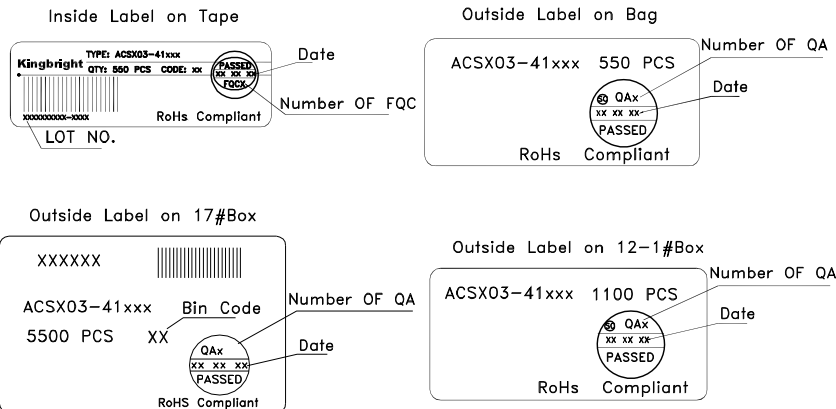 Inside Label on Tape
Kingbright
TYPE: ACSX03-41xxx
QTY: 550 PCS CODE: xx
PASSED
xx xx xx
FQCX
Date
Number OF FQC
xxxxxxxxxx-xxxx
RoHs Compliant
LOT NO.
Outside Label on Bag
ACSX03-41xxx 550 PCS
Number OF QA
QAx
Date
xx xx xx
PASSED
RoHs Compliant
Outside Label on 17#Box
XXXXXX
ACSX03-41xxx
Bin Code
5500 PCS XX
Number OF QA
QAx
Date
xx xx xx
PASSED
RoHS Compliant
Outside Label on 12-1#Box
ACSX03-41xxx 1100 PCS
Number OF QA
QAx
Date
xx xx xx
PASSED
RoHs Compliant